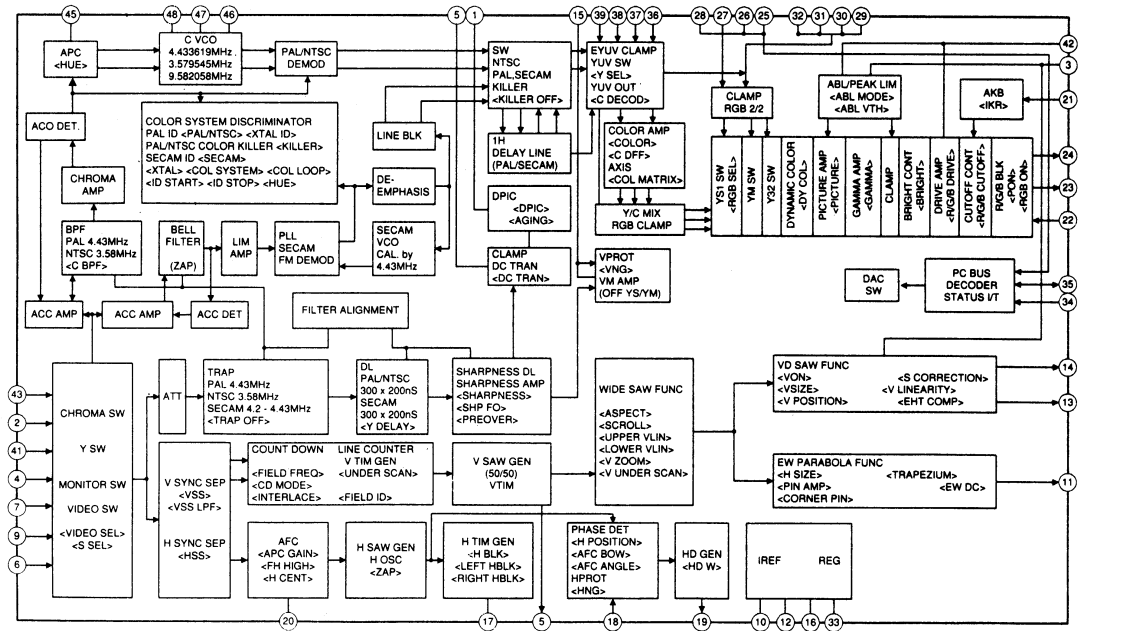 48 47 46
45
5 1
15 39 38 37 36
28 27 26 25
32 31 30 29
42
3
21
24
23
22
35
34
14
13
11
43
2
41
4
7
9
6
20
17
5
18
19
10 12 16 33
APC
<HUE>
C VCO
4.433619MHz .
3.579545MHz
9.582058MHz
PAL/NTSC
DEMOD
SW
NTSC
PAL,SECAM
KILLER
<KILLER OFF>
EYUV CLAMP
YUV SW
<Y SEL>
YUV OUT
<C DECOD>
CLAMP
RGB 2/2
ABL/PEAK LIM
<ABL MODE>
<ABL VTH>
AKB
<IKR>
ACO DET.
COLOR SYSTEM DISCRIMINATOR
PAL ID <PAL/NTSC> <XTAL ID>
PAL/NTSC COLOR KILLER <KILLER>
SECAM ID <SECAM>
<XTAL> <COL SYSTEM> <COL LOOP>
<ID START> <ID STOP> <HUE>
LINE BLK
1H
DELAY LINE
(PAL/SECAM)
COLOR AMP
<COLOR>
<C DFF>
AXIS
<COL MATRIX>
YS1 SW
<RGB SEL>
YM SW
Y32 SW
DYNAMIC COLOR
<DY COL>
PICTURE AMP
<PICTURE>
GAMMA AMP
<GAMMA>
CLAMP
BRIGHT CONT
<BRIGHT>
DRIVE AMP
<R/G/B DRIVE>
CUTOFF CONT
<R/G/B CUTOFF>
R/G/B BLK
<PON>
<RGB ON>
CHROMA
AMP
DE-
EMPHASIS
DPIC
<DPIC>
<AGING>
Y/C MIX
RGB CLAMP
BPF
PAL 4.43MHz
NTSC 3.58MHz
<C BPF>
BELL
FILTER
(ZAP)
LIM
AMP
PLL
SECAM
FM DEMOD
SECAM
VCO
CAL. by
4.43MHz
CLAMP
DC TRAN
<DC TRAN>
VPROT
<VNG>
VM AMP
(OFF YS/YM)
DAC
SW
PC BUS
DECODER
STATUS I/T
ACC AMP
ACC AMP
ACC DET
FILTER ALIGNMENT
CHROMA SW
Y SW
MONITOR SW
VIDEO SW
<VIDEO SEL>
<S SEL>
ATT
TRAP
PAL 4.43MHz
NTSC 3.58MHz
SECAM 4.2 - 4.43MHz
<TRAP OFF>
DL
PAL/NTSC
300 x 200nS
SECAM
300 x 200nS
<Y DELAY>
SHARPNESS DL
SHARPNESS AMP
<SHARPNESS>
<SHP FO>
<PREOVER>
WIDE SAW FUNC
<ASPECT>
<SCROLL>
<UPPER VLIN>
<LOWER VLIN>
<V ZOOM>
<V UNDER SCAN>
VD SAW FUNC
<VON> <S CORRECTION>
<VSIZE> <V LINEARITY>
<V POSITION> <EHT COMP>
EW PARABOLA FUNC
<H SIZE> <TRAPEZIUM>
<PIN AMP> <EW DC>
<CORNER PIN>
V SYNC SEP
<VSS>
<VSS LPF>
H SYNC SEP
<HSS>
COUNT DOWN LINE COUNTER
V TIM GEN
<FIELD FREQ> <UNDER SCAN>
<CD MODE>
<INTERLACE> <FIELD ID>
V SAW GEN
(50/50)
VTIM
AFC
<APC GAIN>
<FH HIGH>
<H CENT>
H SAW GEN
H OSC
<ZAP>
H TIM GEN
<H BLK>
<LEFT HBLK>
<RIGHT HBLK>
PHASE DET
<H POSITION>
<AFC BOW>
<AFC ANGLE>
HPROT
<HNG>
HD GEN
<HD W>
IREF REG